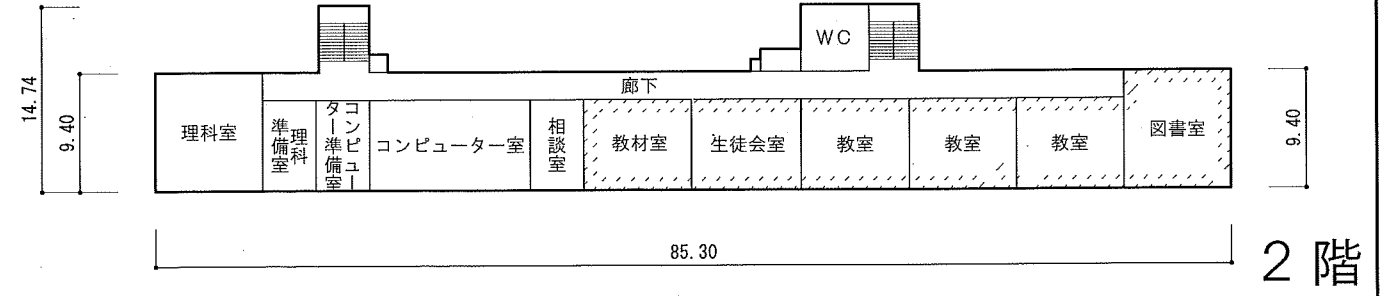 WC
14.74
9.40
廊下
理科室
理科
準備室
コンピュー
ター準備室
コンピューター室
相談室
教材室
生徒会室
教室
教室
教室
図書室
9.40
85.30
2階